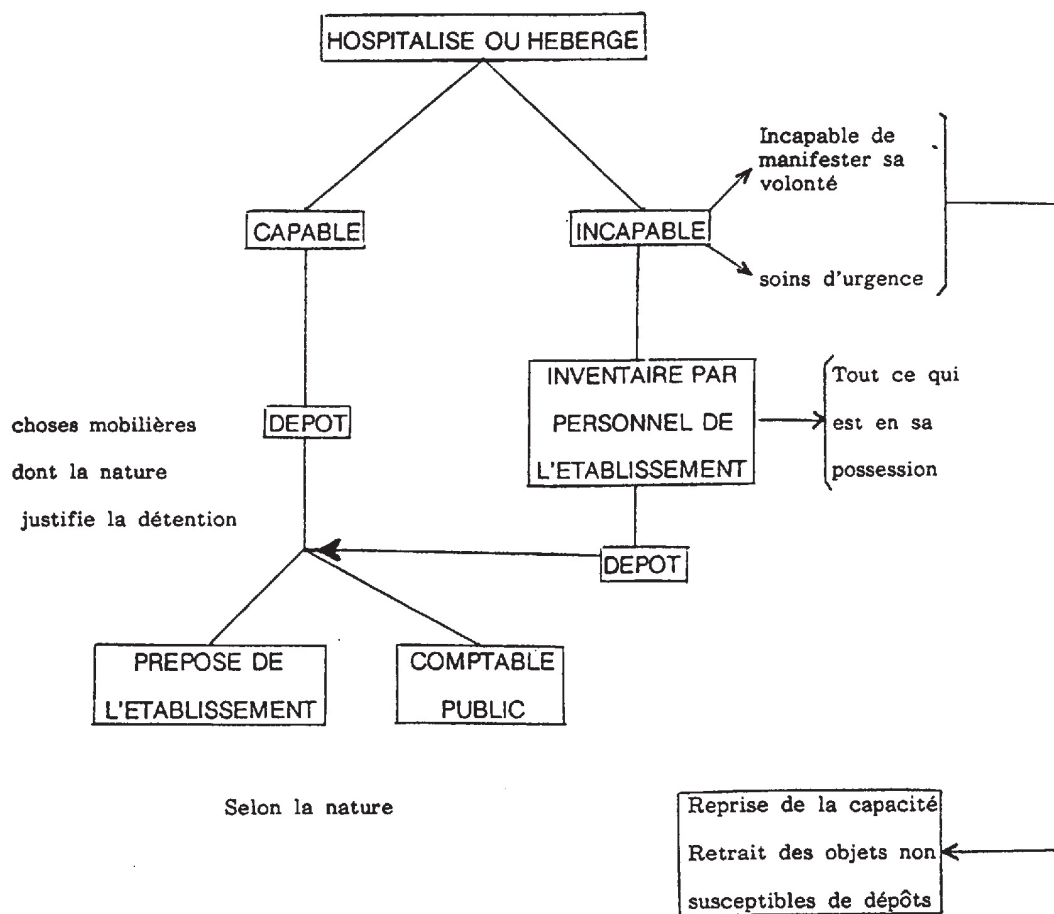 HOSPITALISE OU HEBERGE
Incapable de
manifester sa
volonté
CAPABLE
INCAPABLE
soins d'urgence
INVENTAIRE PAR
PERSONNEL DE
L'ETABLISSEMENT
Tout ce qui
est en sa
possession
choses mobilières
dont la nature
justifie la détention
DEPOT
DEPOT
PREPOSE DE
L'ETABLISSEMENT
COMPTABLE
PUBLIC
Selon la nature
Reprise de la capacité
Retrait des objets non
susceptibles de dépôts